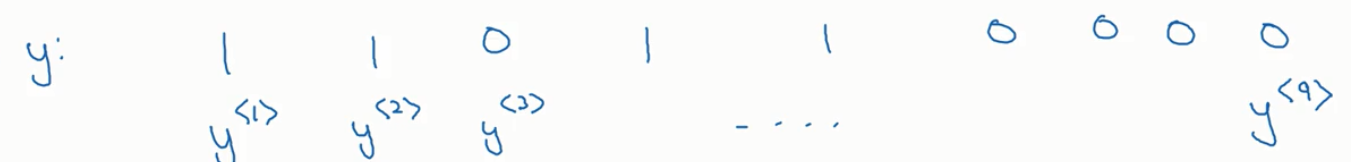 y: 1 1 0 1 1 0 0 0 0
y<1> y<2> y<3> - . . . . y<9>